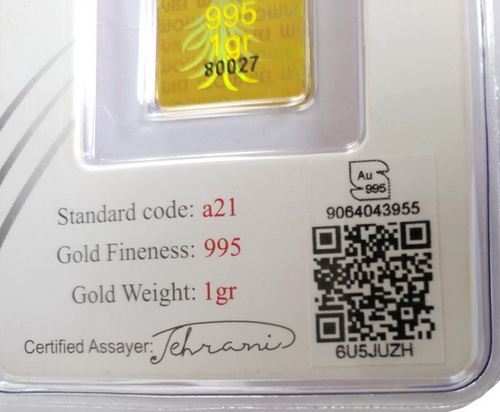 995
1gr
80027
Au
995
9064043955
Standard code: a21
Gold Fineness: 995
Gold Weight: 1gr
Certified Assayer: Tehrani
6U5JUZH